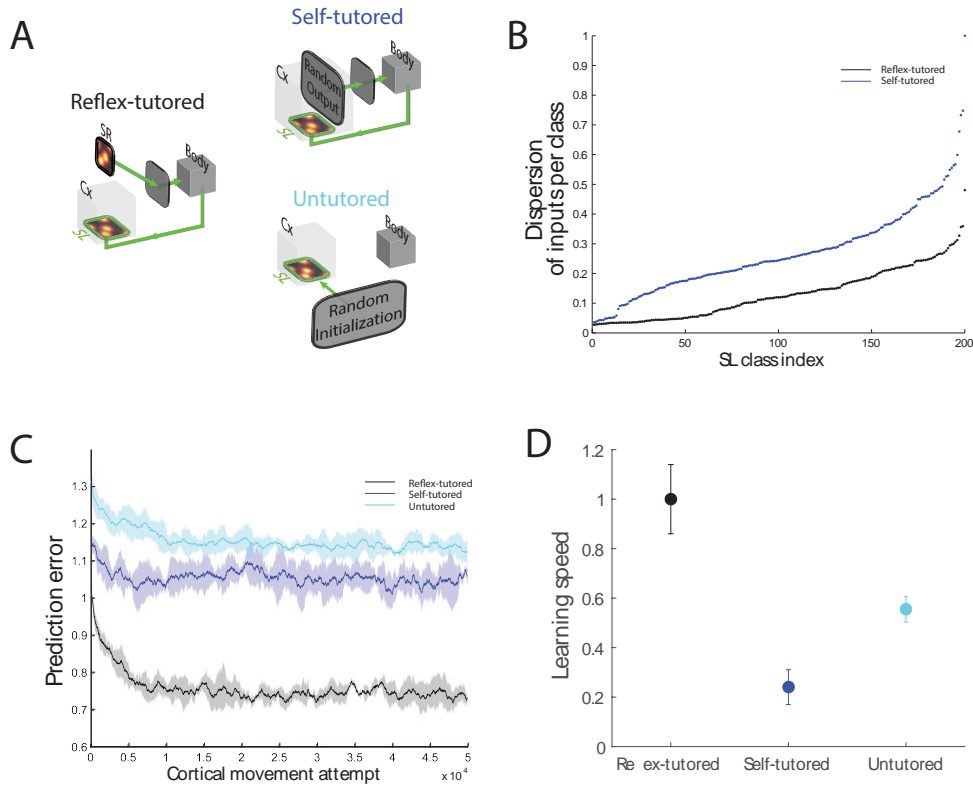 A
Self-tutored
Cx
Random
Output
Body
SL
Reflex-tutored
SR
Cx
Body
SL
Untutored
Cx
Body
SL
Random
Initialization
B
Dispersion
of inputs per class
1
0.9
0.8
0.7
0.6
0.5
0.4
0.3
0.2
0.1
0
0
50
100
150
200
SL class index
Reflex-tutored
Self-tutored
C
Prediction error
1.3
1.2
1.1
1
0.9
0.8
0.7
0.6
0
0.5
1
1.5
2
2.5
3
3.5
4
4.5
5
x 10⁴
Cortical movement attempt
Reflex-tutored
Self-tutored
Untutored
D
Learning speed
1.2
1
0.8
0.6
0.4
0.2
0
Re ex-tutored
Self-tutored
Untutored